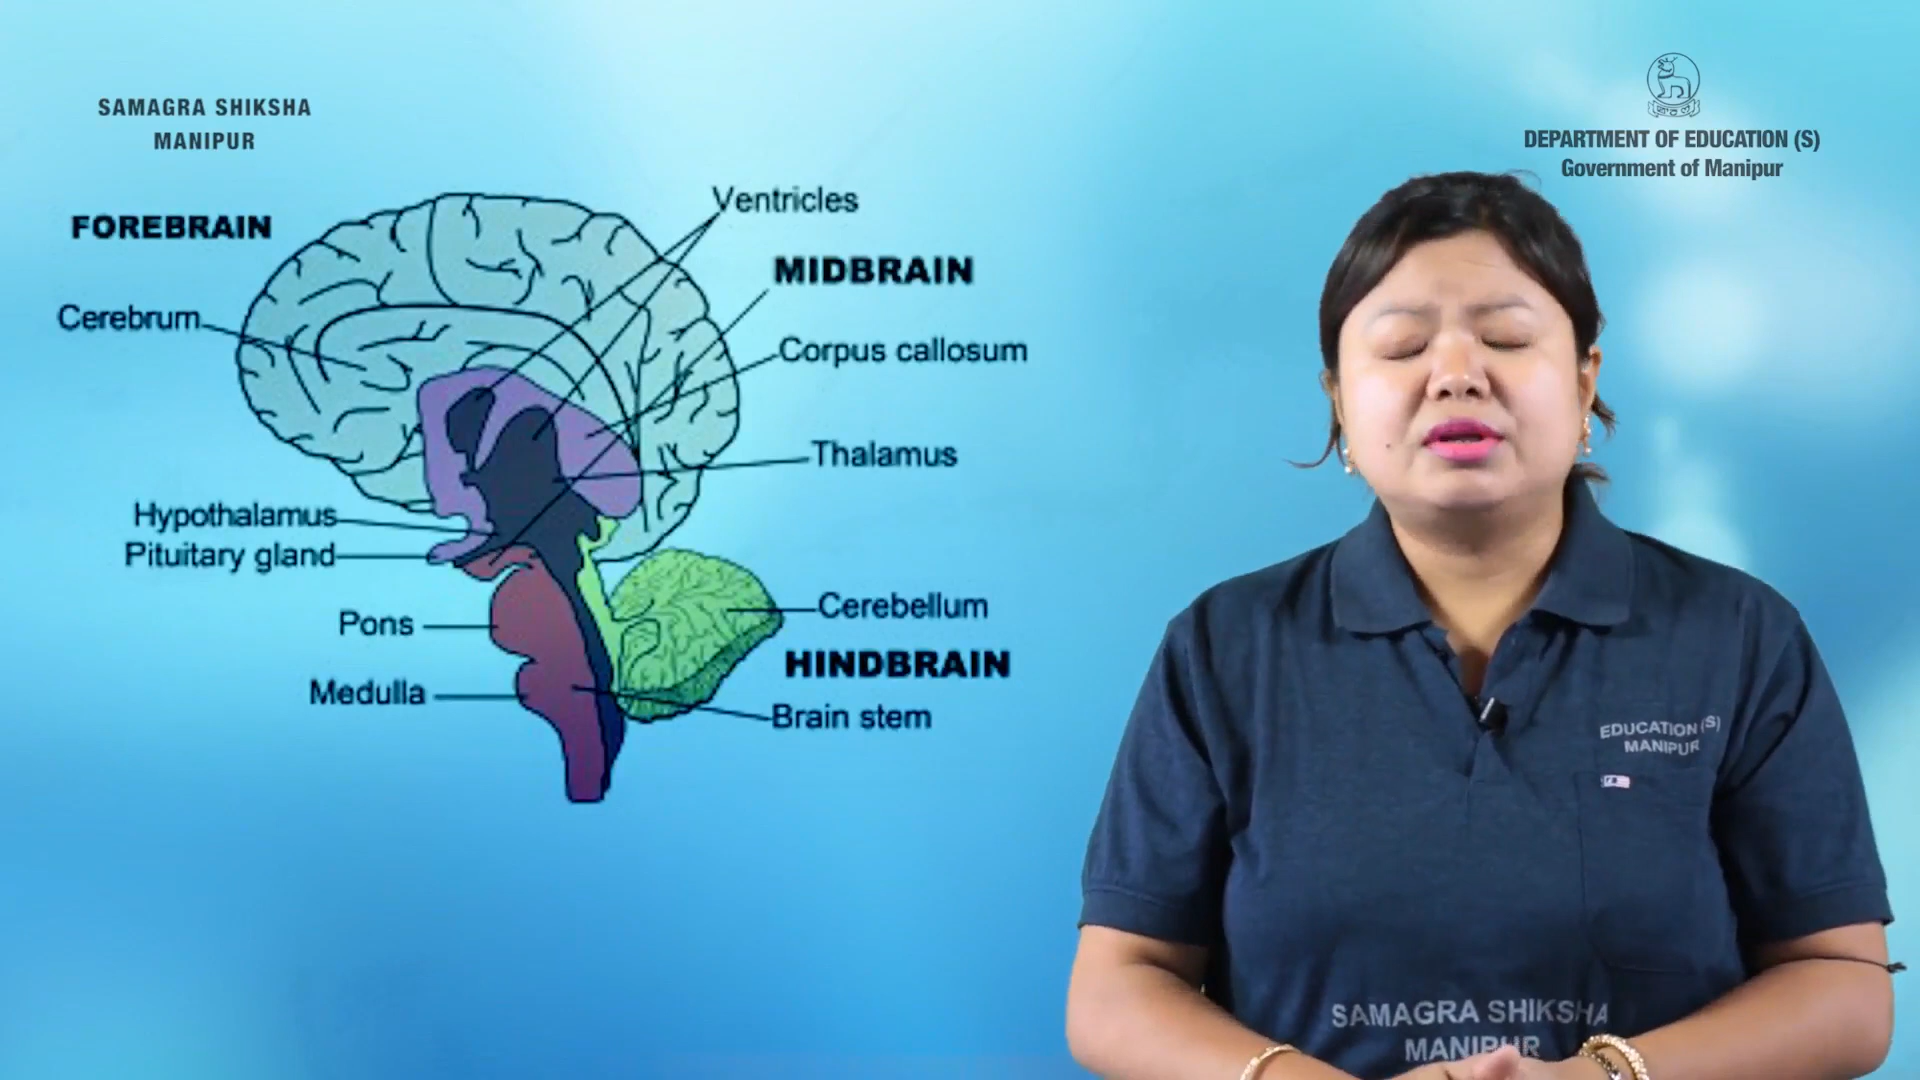 SAMAGRA SHIKSHA
MANIPUR
DEPARTMENT OF EDUCATION (S)
Government of Manipur
FOREBRAIN
Ventricles
MIDBRAIN
Cerebrum
Corpus callosum
Thalamus
Hypothalamus
Pituitary gland
Pons
Cerebellum
HINDBRAIN
Medulla
Brain stem
EDUCATION (S)
MANIPUR
SAMAGRA SHIKSHA
MANIPUR